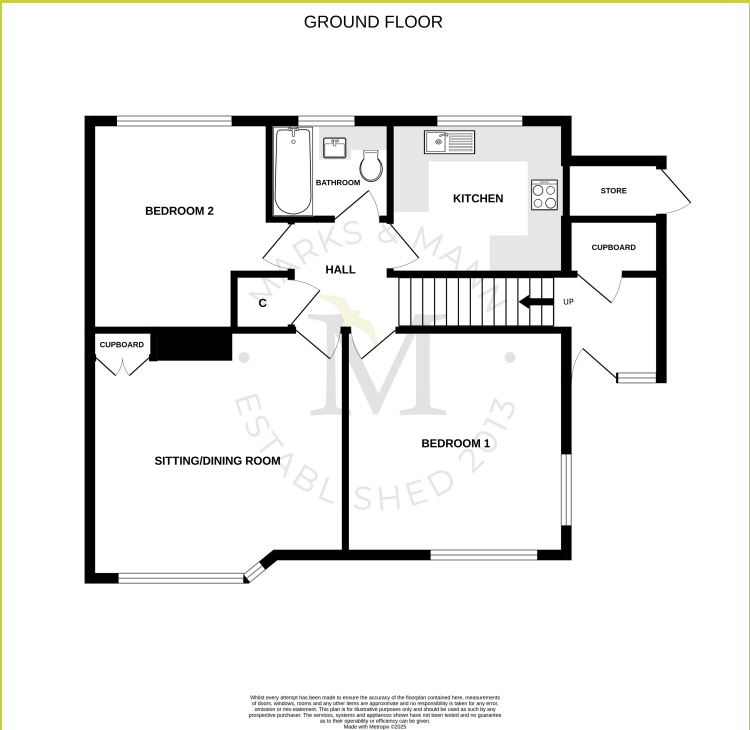 GROUND FLOOR
BATHROOM
KITCHEN
STORE
BEDROOM 2
CUPBOARD
MARKS & MANN
HALL
C
UP
CUPBOARD
M
BEDROOM 1
SITTING/DINING ROOM
ESTABLISHED 2013
Whilst every attempt has been made to ensure the accuracy of the floorplan contained here, measurements
of doors, windows, rooms and any other items are approximate and no responsibility is taken for any error,
omission or mis-statement. This plan is for illustrative purposes only and should be used as such by any
prospective purchaser. The services, systems and appliances shown have not been tested and no guarantee
as to their operability or efficiency can be given.
Made with Metropix ©2025